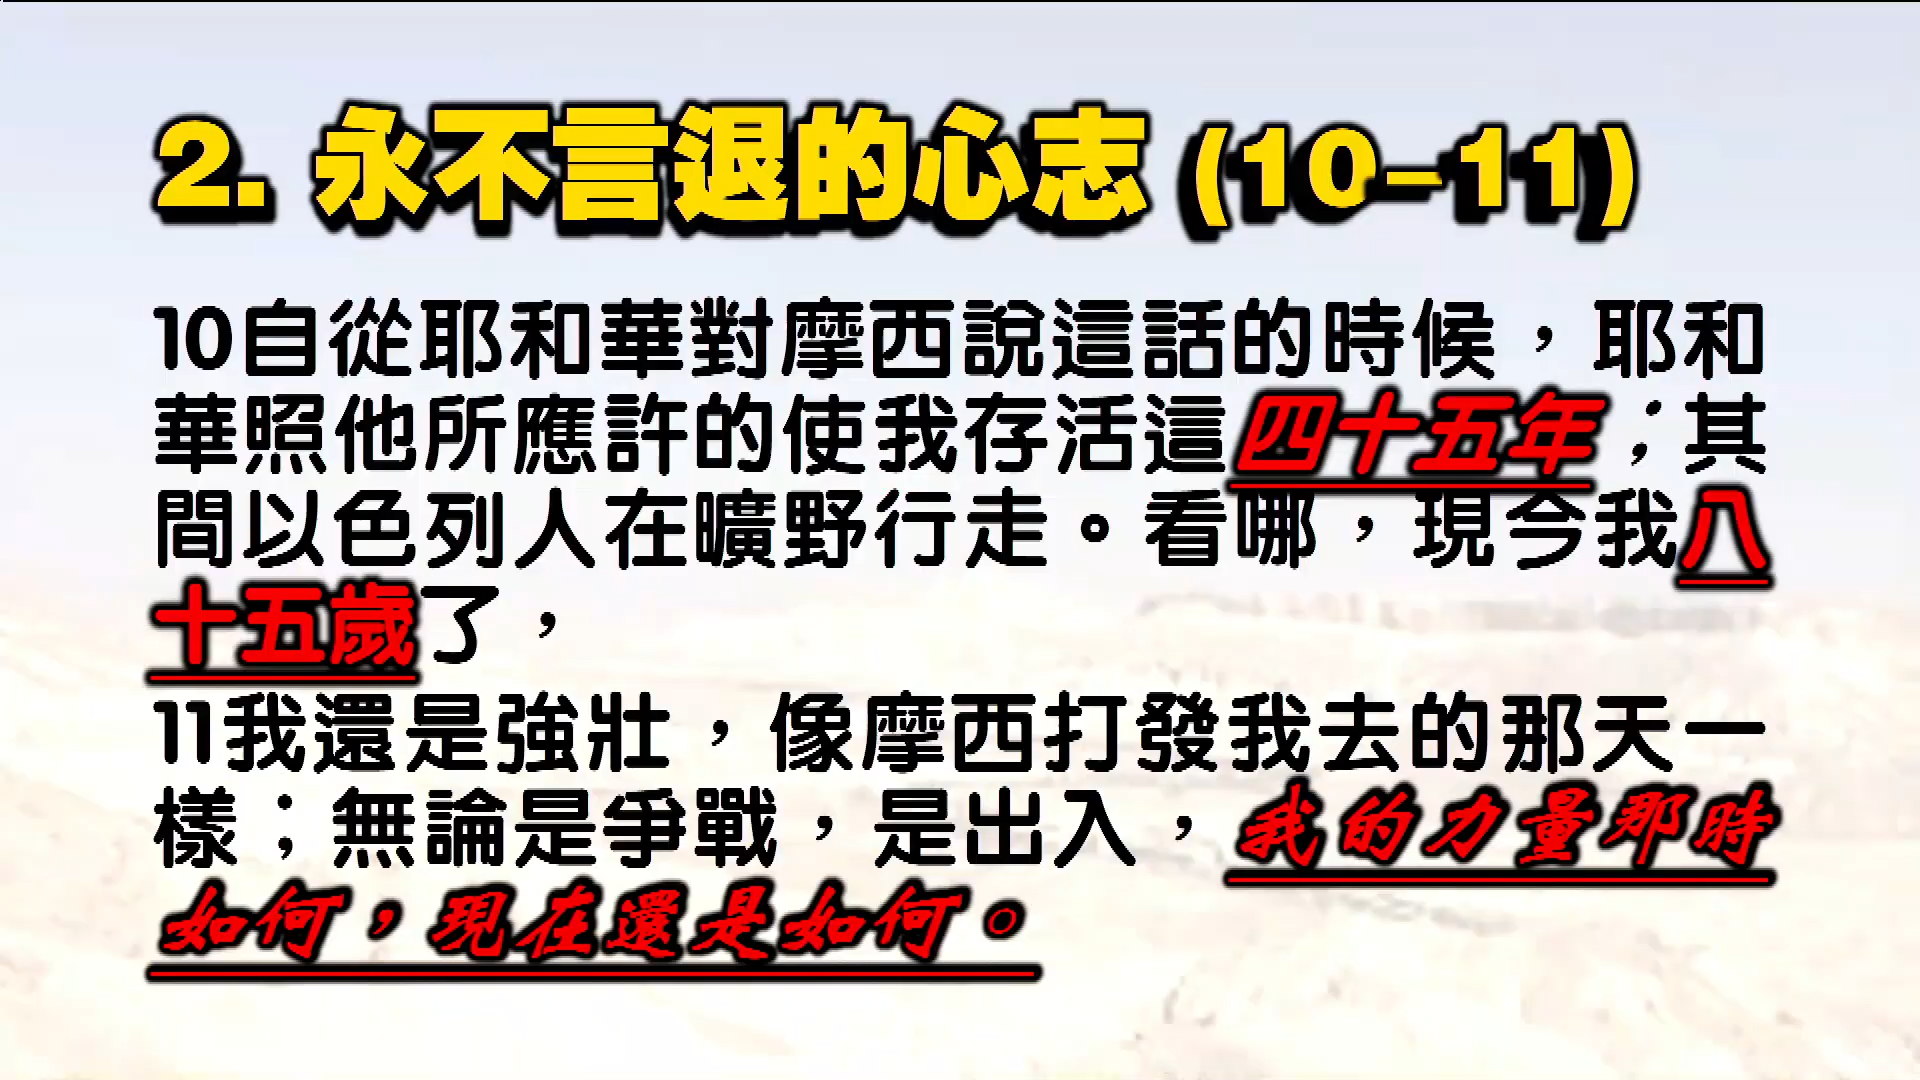 2. 永不言退的心志 (10–11)
10自從耶和華對摩西說這話的時候，耶和
華照他所應許的使我存活這四十五年；其
間以色列人在曠野行走。看哪，現今我八
十五歲了，
11我還是強壯，像摩西打發我去的那天一
樣；無論是爭戰，是出入，我的力量那時
如何，現在還是如何。